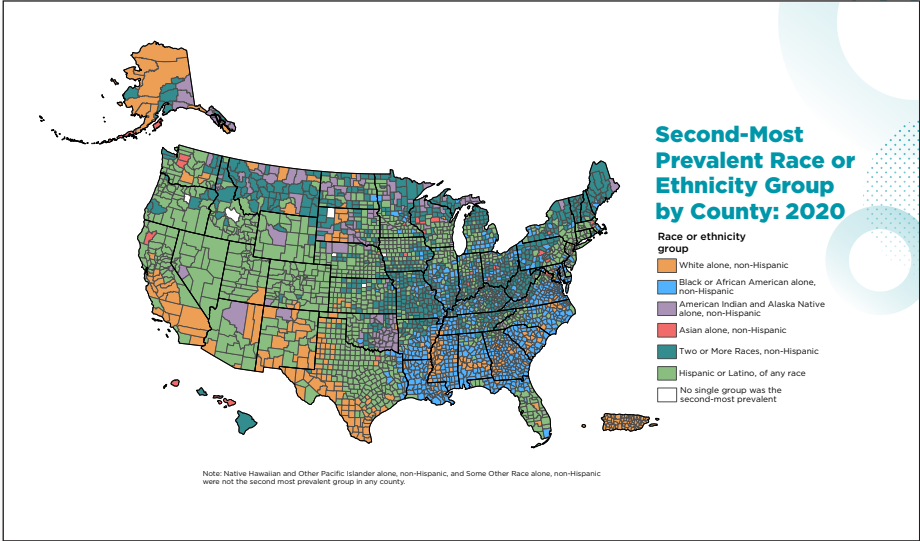 Second-Most
Prevalent Race or
Ethnicity Group
by County: 2020
Race or ethnicity
group
White alone, non-Hispanic
Black or African American alone,
non-Hispanic
American Indian and Alaska Native
alone, non-Hispanic
Asian alone, non-Hispanic
Two or More Races, non-Hispanic
Hispanic or Latino, of any race
No single group was the
second-most prevalent
Note: Native Hawaiian and Other Pacific Islander alone, non-Hispanic, and Some Other Race alone, non-Hispanic
were not the second most prevalent group in any county.